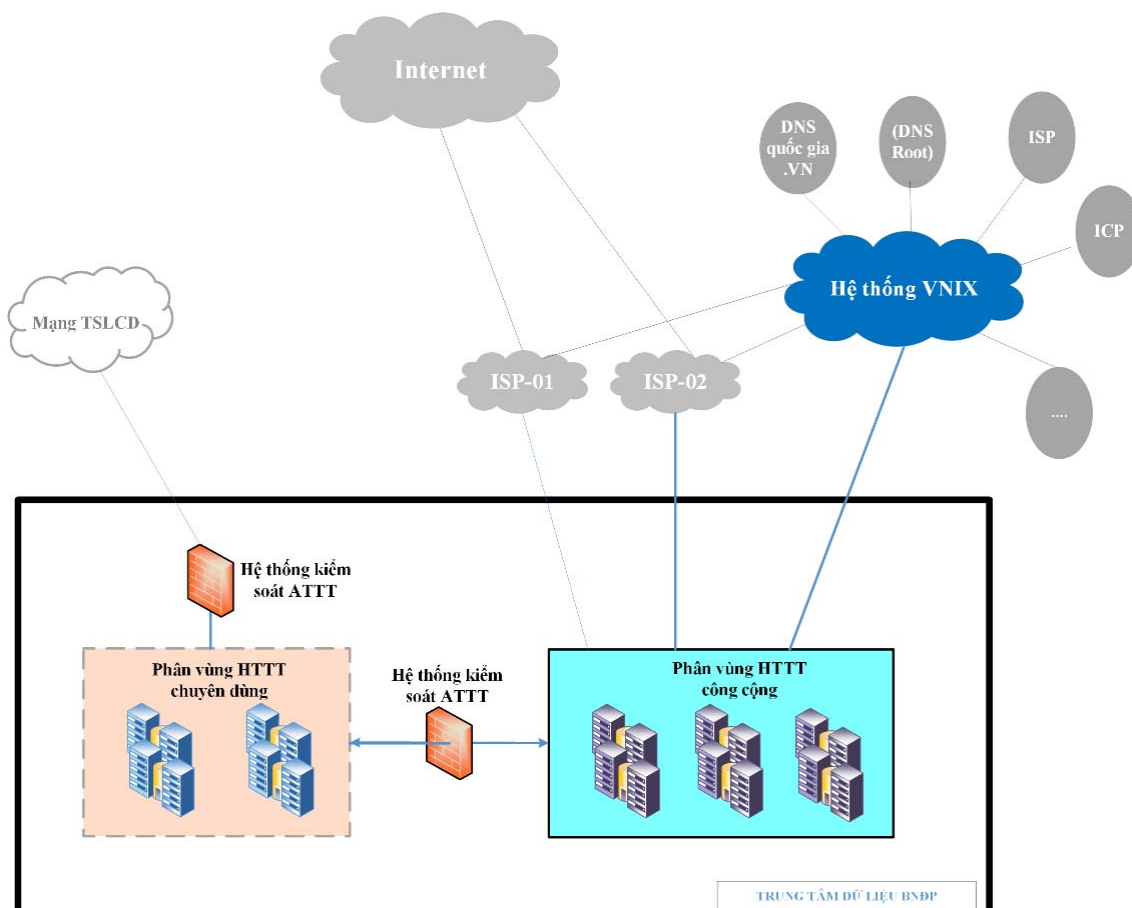 Internet
DNS
quốc gia
.VN
(DNS
Root)
ISP
ICP
Hệ thống VNIX
Mạng TSLCD
ISP-01
ISP-02
....
Hệ thống kiểm
soát ATTT
Phân vùng HTTT
chuyên dùng
Hệ thống kiểm
soát ATTT
Phân vùng HTTT
công cộng
TRUNG TÂM DỮ LIỆU BNĐP